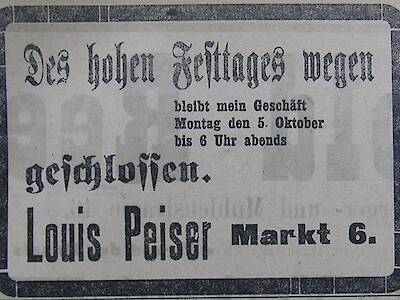 Des hohen Festtages wegen
bleibt mein Geschäft
Montag den 5. Oktober
bis 6 Uhr abends
geschlossen.
Louis Peiser Markt 6.